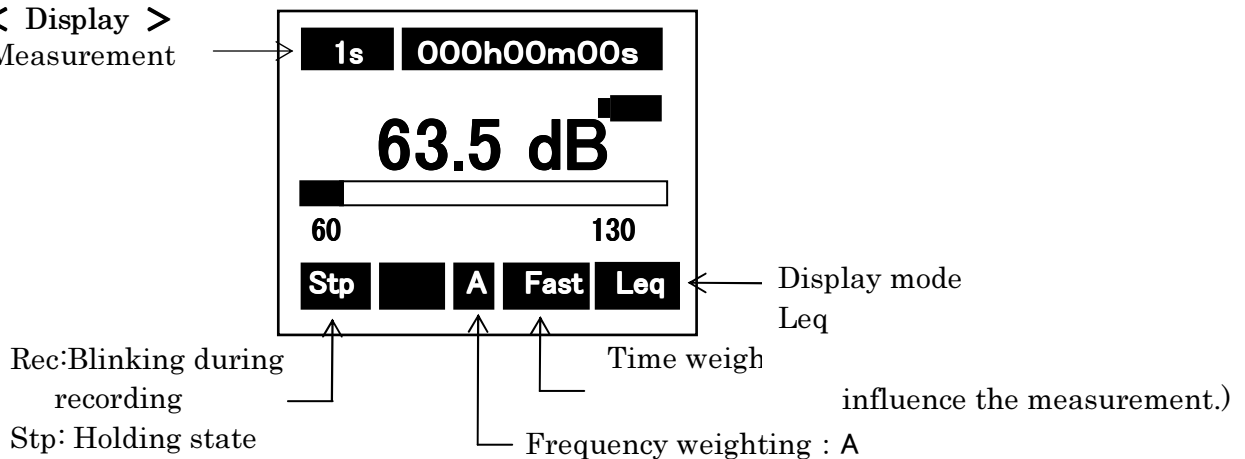 < Display >
Measurement
1s 000h00m00s
63.5 dB
60 130
Stp A Fast Leq
Display mode
Leq
Rec:Blinking during
recording
Stp: Holding state
Time
influence the measurement.)
Frequency weighting : A